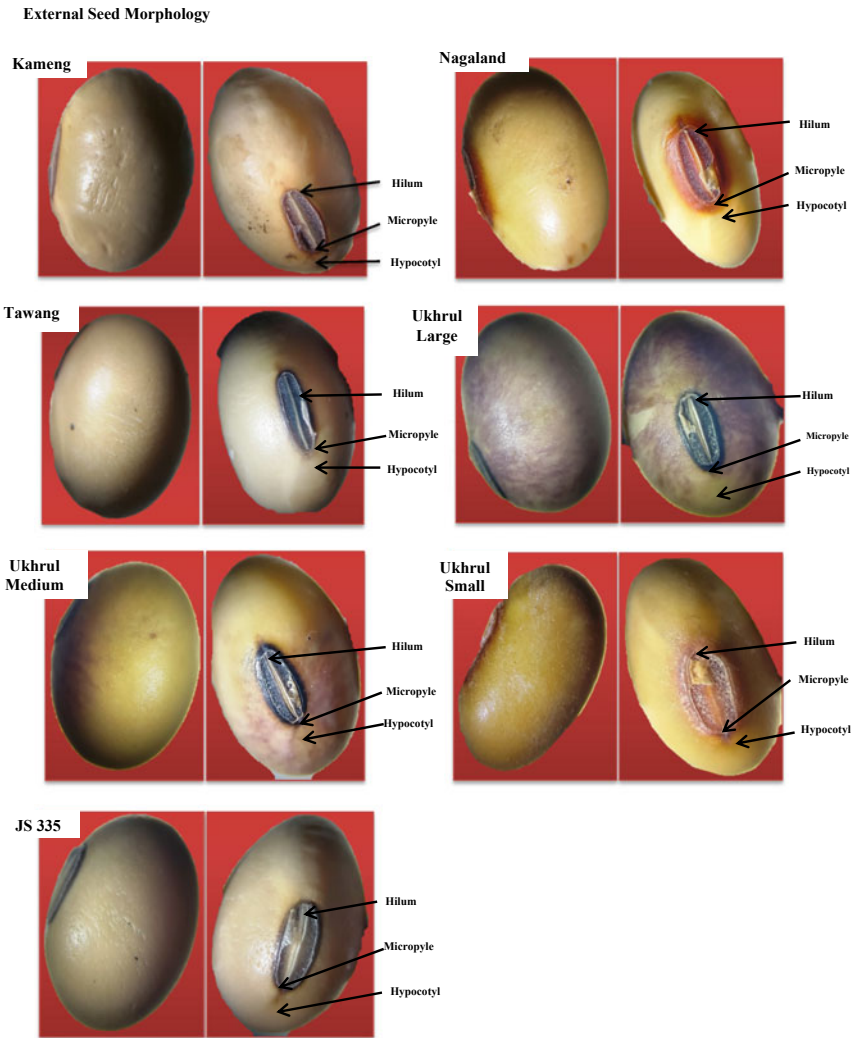 External Seed Morphology
Kameng
Hilum
Micropyle
Hypocotyl
Nagaland
Hilum
Micropyle
Hypocotyl
Tawang
Hilum
Micropyle
Hypocotyl
Ukhrul
Large
Hilum
Micropyle
Hypocotyl
Ukhrul
Medium
Hilum
Micropyle
Hypocotyl
Ukhrul
Small
Hilum
Micropyle
Hypocotyl
JS 335
Hilum
Micropyle
Hypocotyl